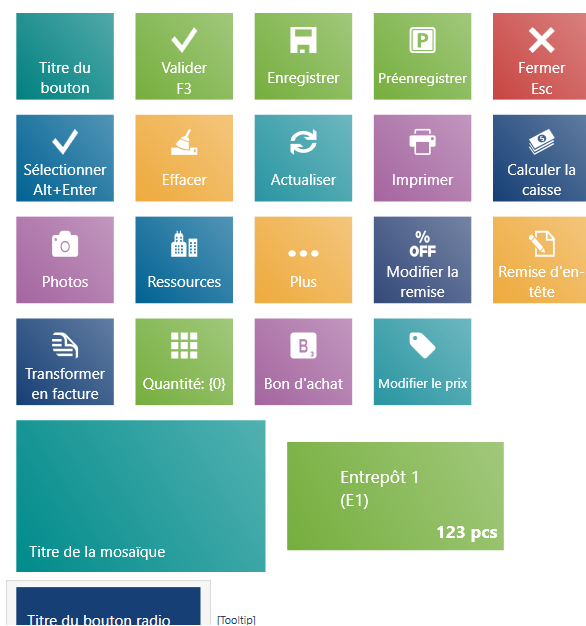 Titre du
bouton
Valider
F3
Enregistrer
P
Préenregistrer
Fermer
Esc
Sélectionner
Alt+Enter
Effacer
Actualiser
Imprimer
Calculer la
caisse
Photos
Ressources
Plus
%
OFF
Modifier la
remise
Remise d'en-
tête
Transformer
en facture
Quantité: {0}
B3
Bon d'achat
Modifier le prix
Titre de la mosaïque
Entrepôt 1
(E1)
123 pcs
Titre du bouton radio
[Tooltip]